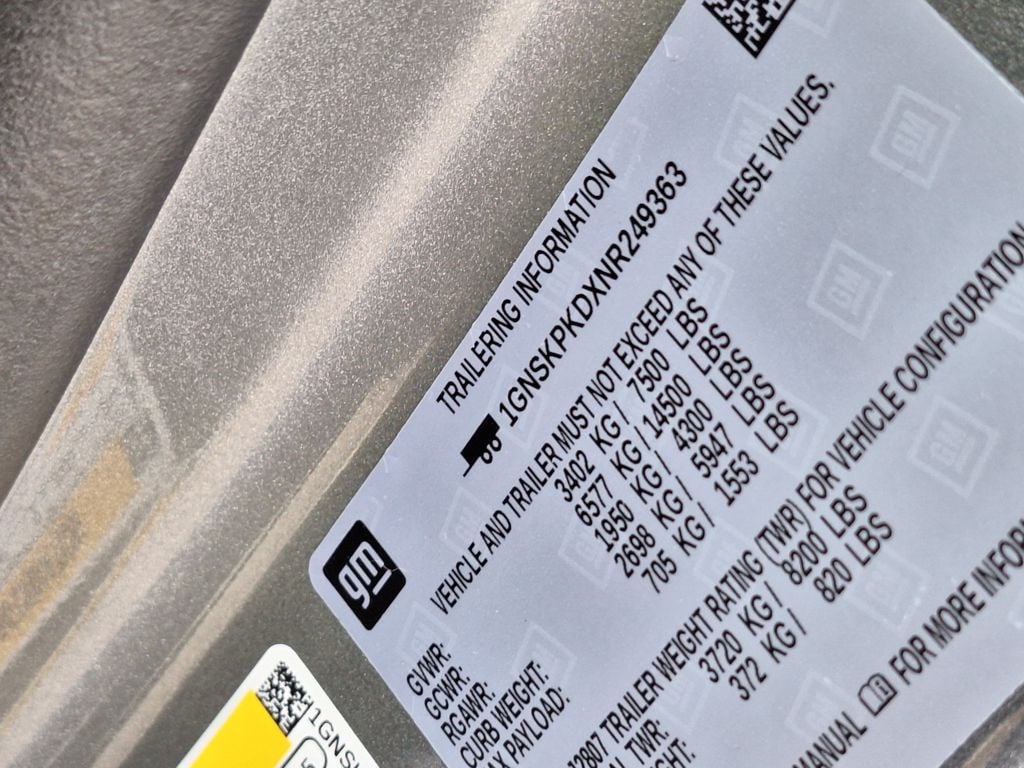 TRAILERING INFORMATION
1GNSKPKDXNR249363
gm
VEHICLE AND TRAILER MUST NOT EXCEED ANY OF THESE VALUES.
GVWR: 3402 KG / 7500 LBS
GCWR: 6577 KG / 14500 LBS
RGAWR: 1950 KG / 4300 LBS
CURB WEIGHT: 2698 KG / 5947 LBS
AX PAYLOAD: 705 KG / 1553 LBS
TRAILER WEIGHT RATING (TWR) FOR VEHICLE CONFIGURATION
TWR: 3720 KG / 8200 LBS
372 KG / 820 LBS
MANUAL FOR MORE
1GNS